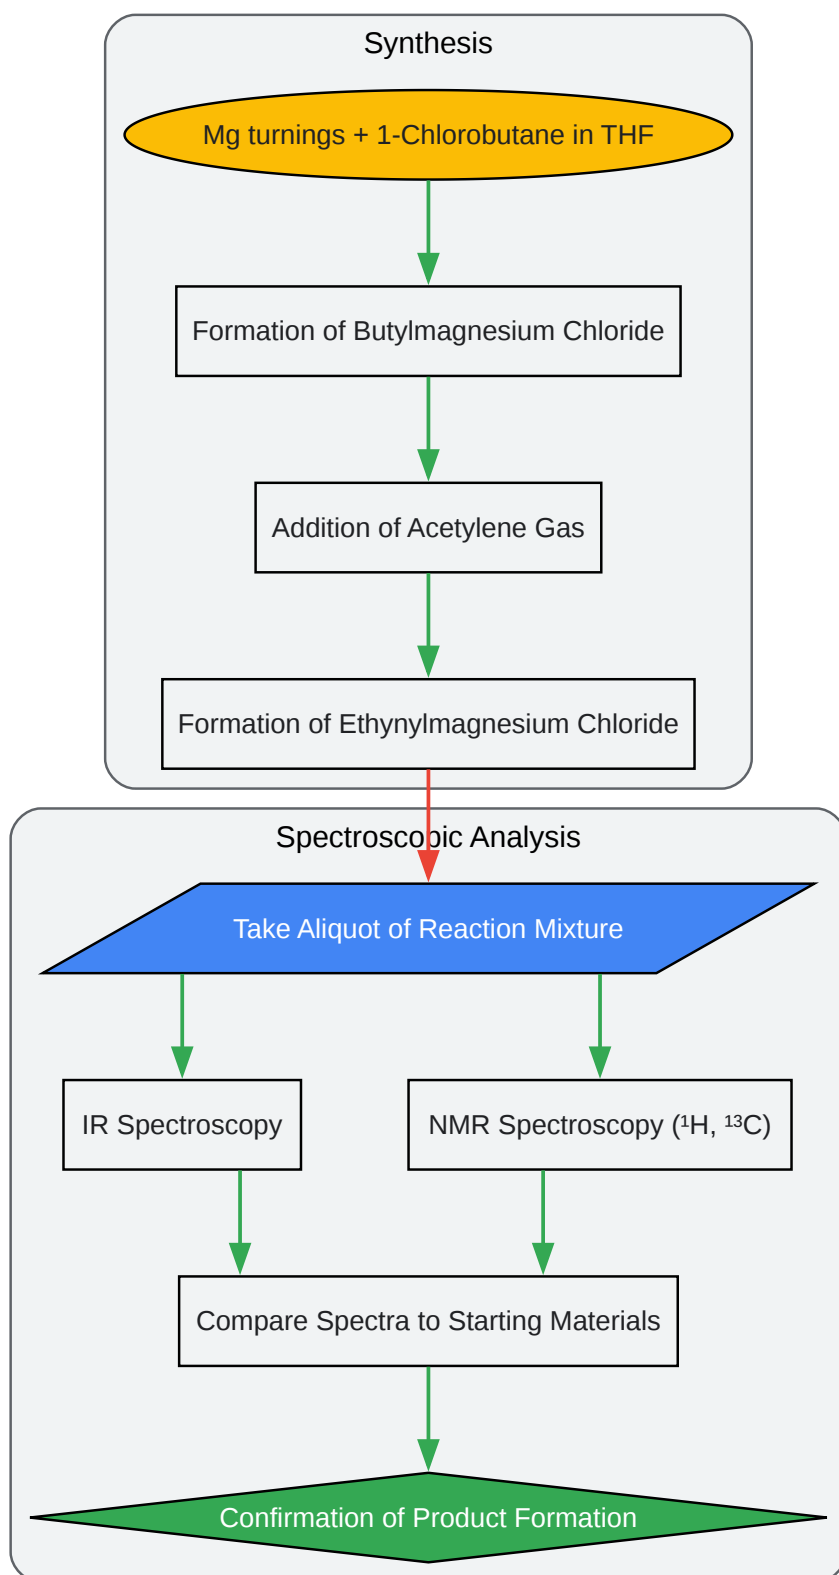 Synthesis
Mg turnings + 1-Chlorobutane in THF
Formation of Butylmagnesium Chloride
Addition of Acetylene Gas
Formation of Ethynylmagnesium Chloride
Spectroscopic Analysis
Take Aliquot of Reaction Mixture
IR Spectroscopy
NMR Spectroscopy (¹H, ¹³C)
Compare Spectra to Starting Materials
Confirmation of Product Formation